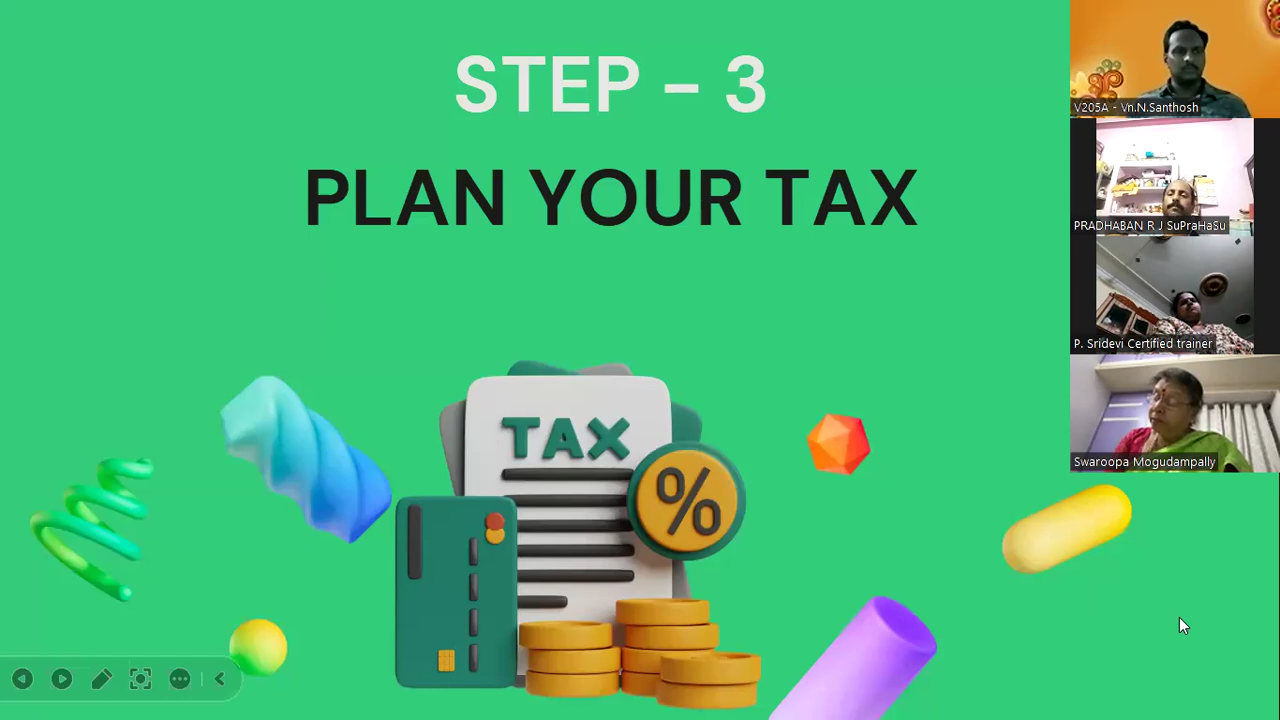 STEP - 3
PLAN YOUR TAX
TAX
%
V205A - Vn.N.Santhosh
PRADHABAN R J SuPraHaSu
P. Sridevi Certified trainer
Swaroopa Mogudampally